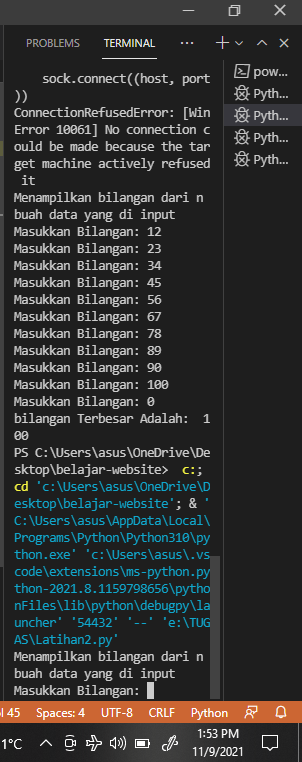 PROBLEMS TERMINAL ...
sock.connect((host, port
))
ConnectionRefusedError: [Win
Error 10061] No connection c
ould be made because the tar
get machine actively refused
it
Menampilkan bilangan dari n
buah data yang di input
Masukkan Bilangan: 12
Masukkan Bilangan: 23
Masukkan Bilangan: 34
Masukkan Bilangan: 45
Masukkan Bilangan: 56
Masukkan Bilangan: 67
Masukkan Bilangan: 78
Masukkan Bilangan: 89
Masukkan Bilangan: 90
Masukkan Bilangan: 100
Masukkan Bilangan: 0
bilangan Terbesar Adalah:  1
00
PS C:\Users\asus\OneDrive\De
sktop\belajar-website>  c:;
cd 'c:\Users\asus\OneDrive\D
esktop\belajar-website'; & '
C:\Users\asus\AppData\Local\
Programs\Python\Python310\py
thon.exe' 'c:\Users\asus\.vs
code\extensions\ms-python.py
thon-2021.8.1159798656\pytho
nFiles\lib\python\debugpy\la
uncher' '54432' '--' 'e:\TUG
AS\Latihan2.py'
Menampilkan bilangan dari n
buah data yang di input
Masukkan Bilangan:
pow...
Pyth...
Pyth...
Pyth...
Pyth...
ol 45 Spaces: 4 UTF-8 CRLF Python
1°C
1:53 PM
11/9/2021